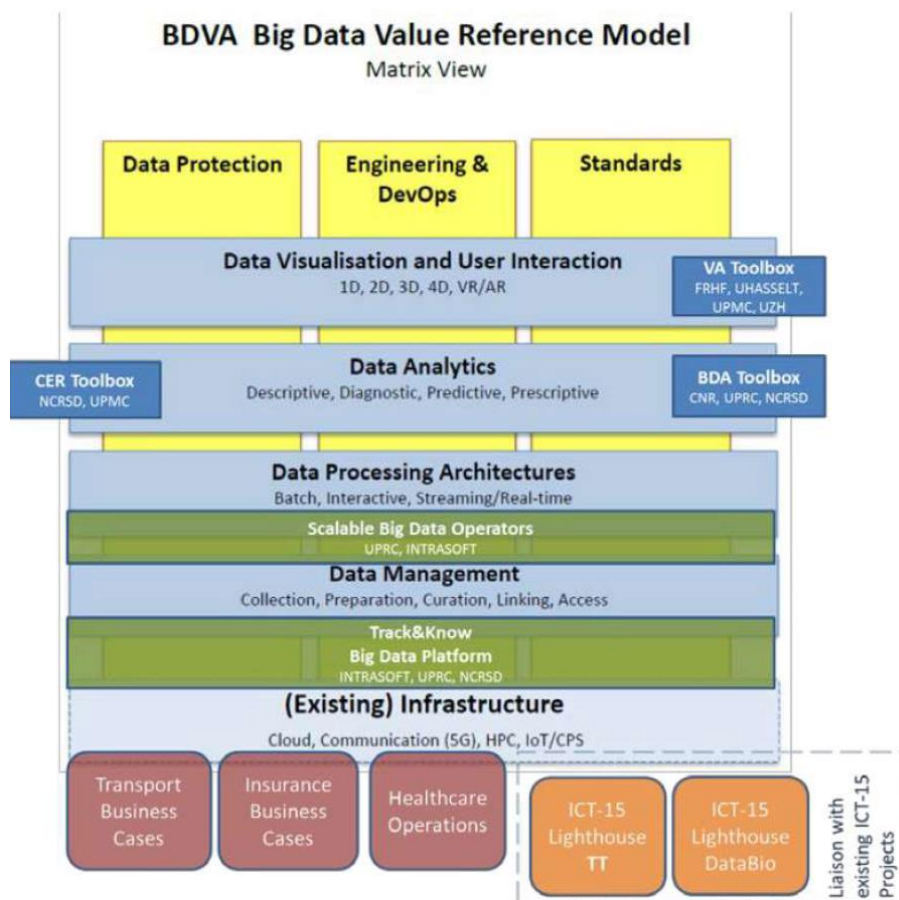 BDVA Big Data Value Reference Model
Matrix View
Data Protection
Engineering &
DevOps
Standards
Data Visualisation and User Interaction
1D, 2D, 3D, 4D, VR/AR
VA Toolbox
FRHF, UHASSELT,
UPMC, UZH
Data Analytics
Descriptive, Diagnostic, Predictive, Prescriptive
CER Toolbox
NCRSD, UPMC
BDA Toolbox
CNR, UPRC, NCRSD
Data Processing Architectures
Batch, Interactive, Streaming/Real-time
Scalable Big Data Operators
UPRC, INTRASOFT
Data Management
Collection, Preparation, Curation, Linking, Access
Track&Know
Big Data Platform
INTRASOFT, UPRC, NCRSD
(Existing) Infrastructure
Cloud, Communication (5G), HPC, IoT/CPS
Transport
Business
Cases
Insurance
Business
Cases
Healthcare
Operations
ICT-15
Lighthouse
TT
ICT-15
Lighthouse
DataBio
Liaison with
existing ICT-15
Projects